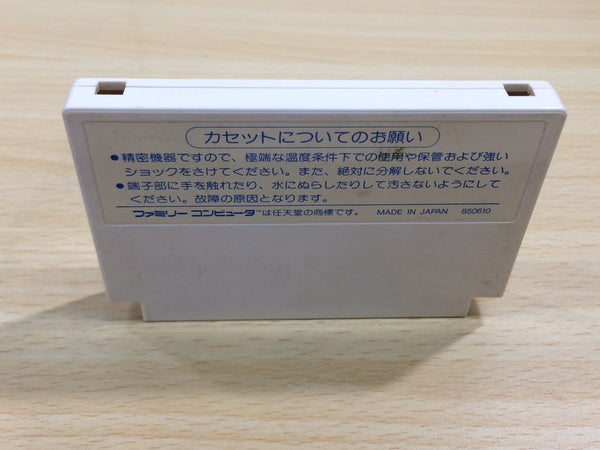 カセットについてのお願い
●精密機器ですので、極端な温度条件下での使用や保管および強い
ショックをさけてください。また、絶対に分解しないでください。
●端子部に手を触れたり、水にぬらしたりして汚さないようにして
ください。故障の原因となります。
ファミリー コンピュータ™は任天堂の商標です。 MADE IN JAPAN 850610